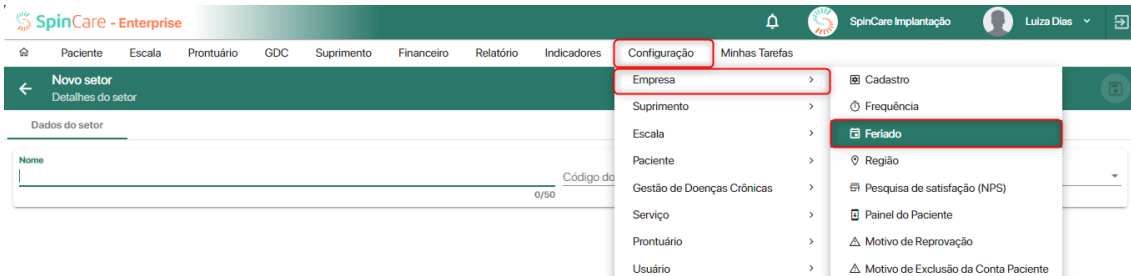 SpinCare - Enterprise SpinCare Implantação Luiza Dias
Paciente Escala Prontuário GDC Suprimento Financeiro Relatório Indicadores Configuração Minhas Tarefas
Novo setor
Detalhes do setor
Dados do setor
Nome
Código do
0/50
Empresa
Suprimento
Escala
Paciente
Gestão de Doenças Crônicas
Serviço
Prontuário
Usuário
Cadastro
Frequência
Feriado
Região
Pesquisa de satisfação (NPS)
Painel do Paciente
Motivo de Reprovação
Motivo de Exclusão da Conta Paciente